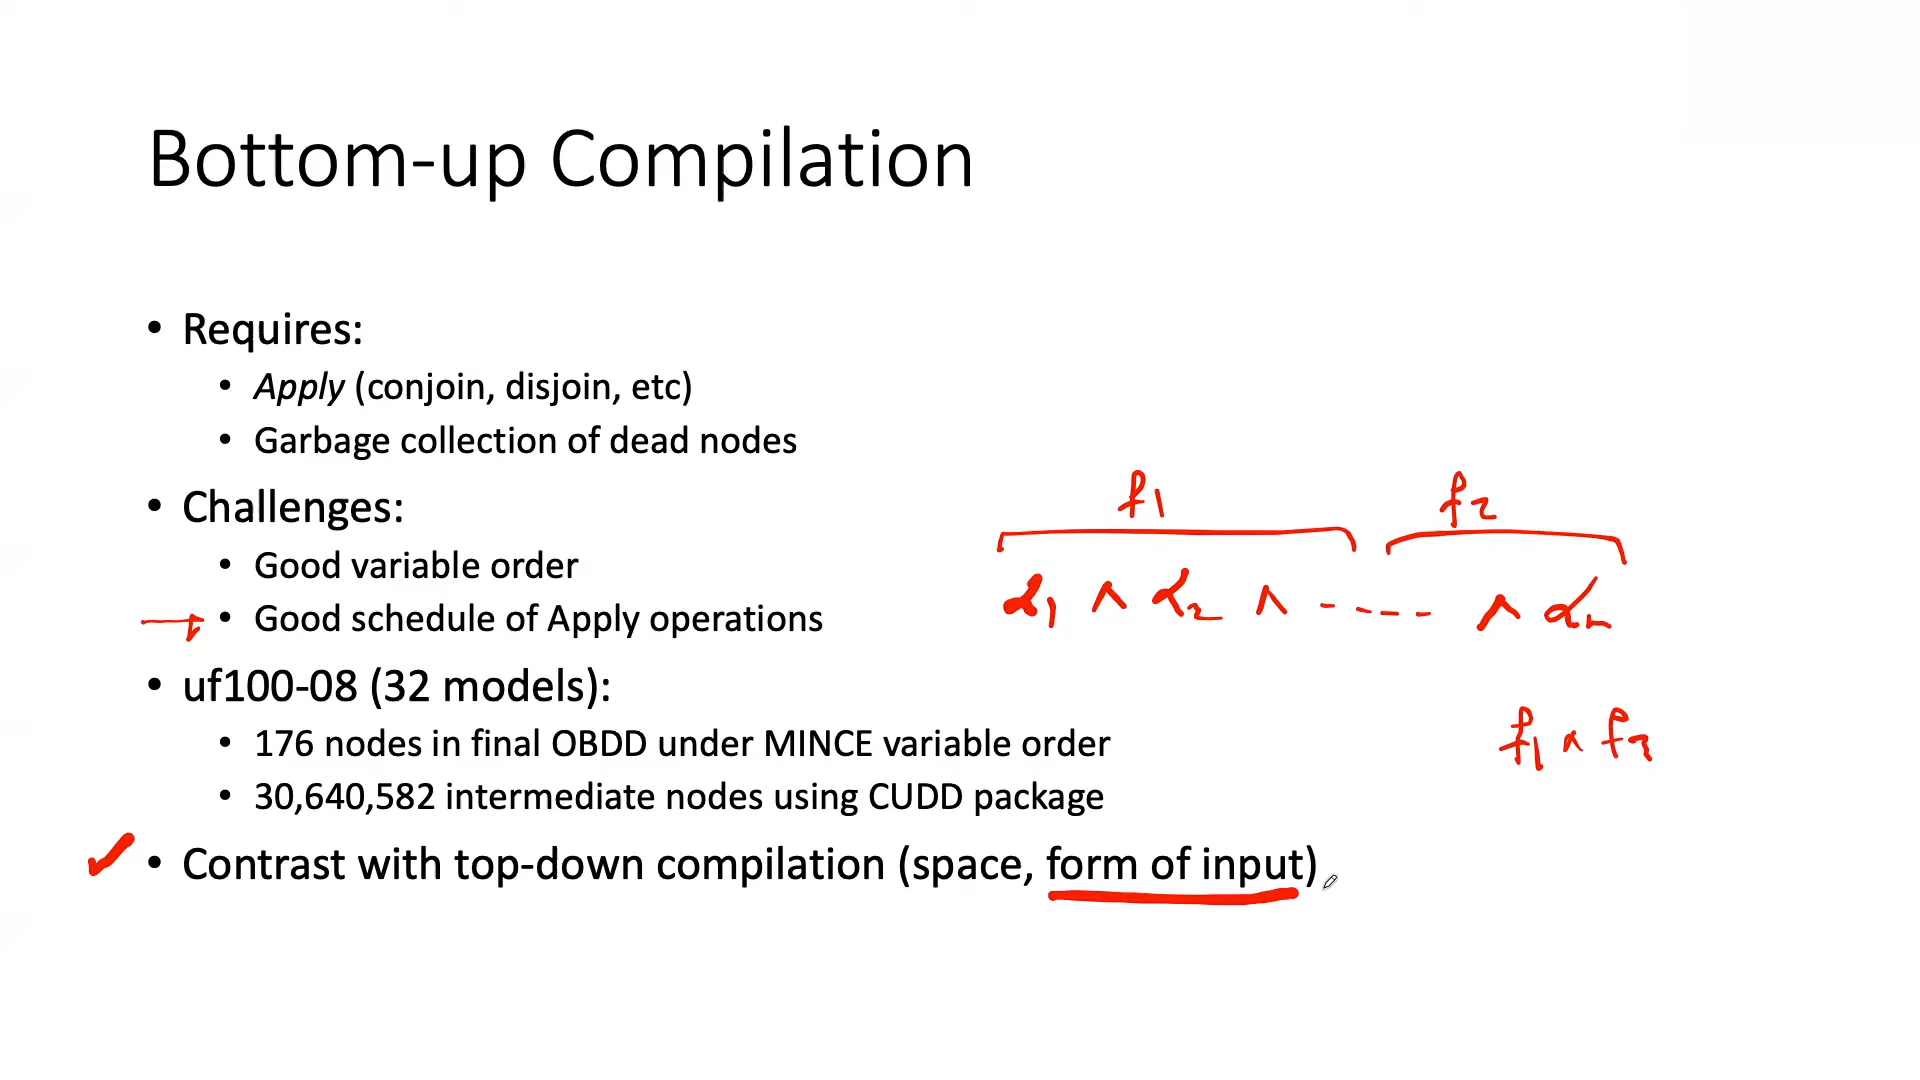 Bottom-up Compilation
• Requires:
• Apply (conjoin, disjoin, etc)
• Garbage collection of dead nodes
• Challenges:
• Good variable order
• Good schedule of Apply operations
• uf100-08 (32 models):
• 176 nodes in final OBDD under MINCE variable order
• 30,640,582 intermediate nodes using CUDD package
• Contrast with top-down compilation (space, form of input)
f1 f2
α1 ∧ α2 ∧ ----- ∧ αn
f1 ∧ f2